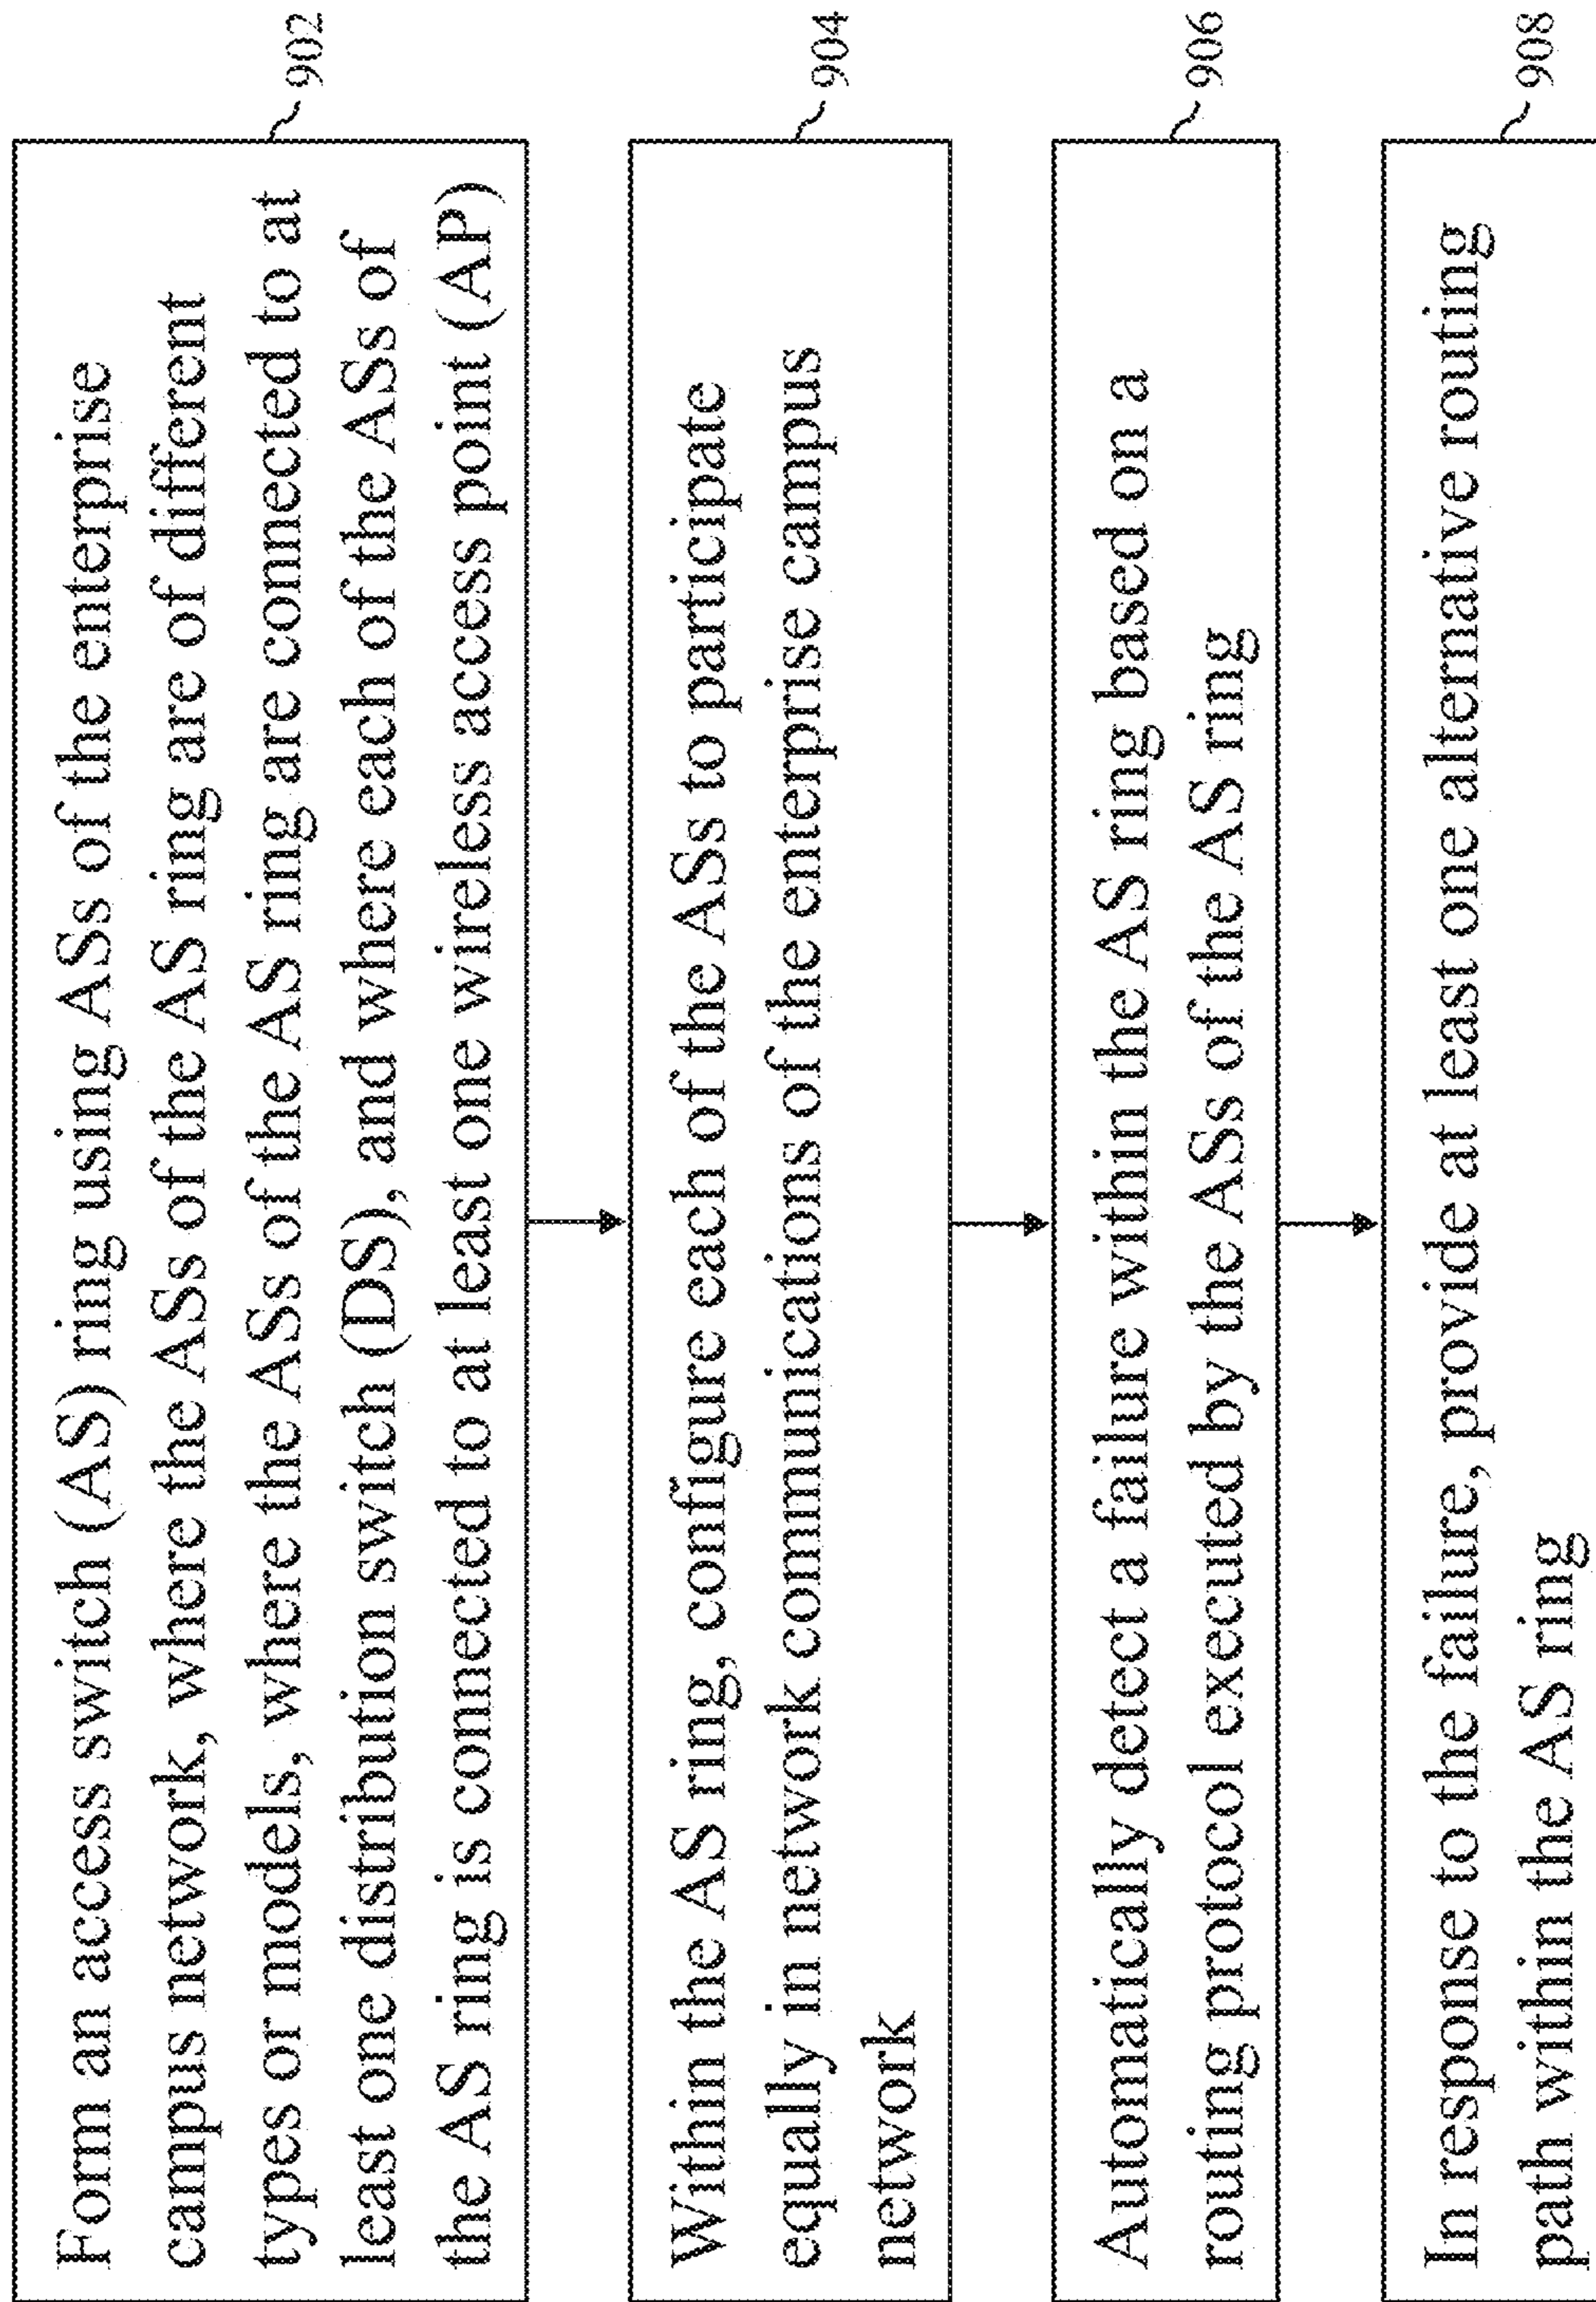 Form an access switch (AS) ring using ASs of the enterprise
campus network, where the ASs of the AS ring are of different
types or models, where the ASs of the AS ring are connected to at
least one distribution switch (DS), and where each of the ASs of
the AS ring is connected to at least one wireless access point (AP)
902
Within the AS ring, configure each of the ASs to participate
equally in network communications of the enterprise campus
network
904
Automatically detect a failure within the AS ring based on a
routing protocol executed by the ASs of the AS ring
906
In response to the failure, provide at least one alternative routing
path within the AS ring
908